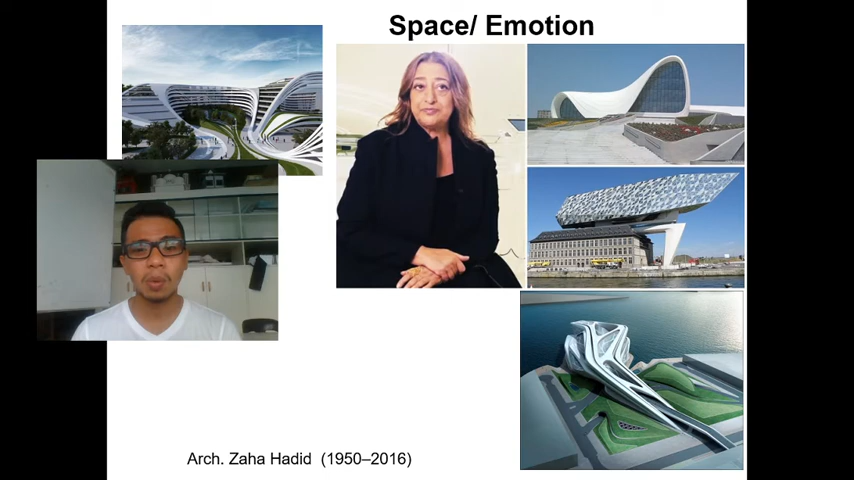 Space/ Emotion
Arch. Zaha Hadid (1950–2016)